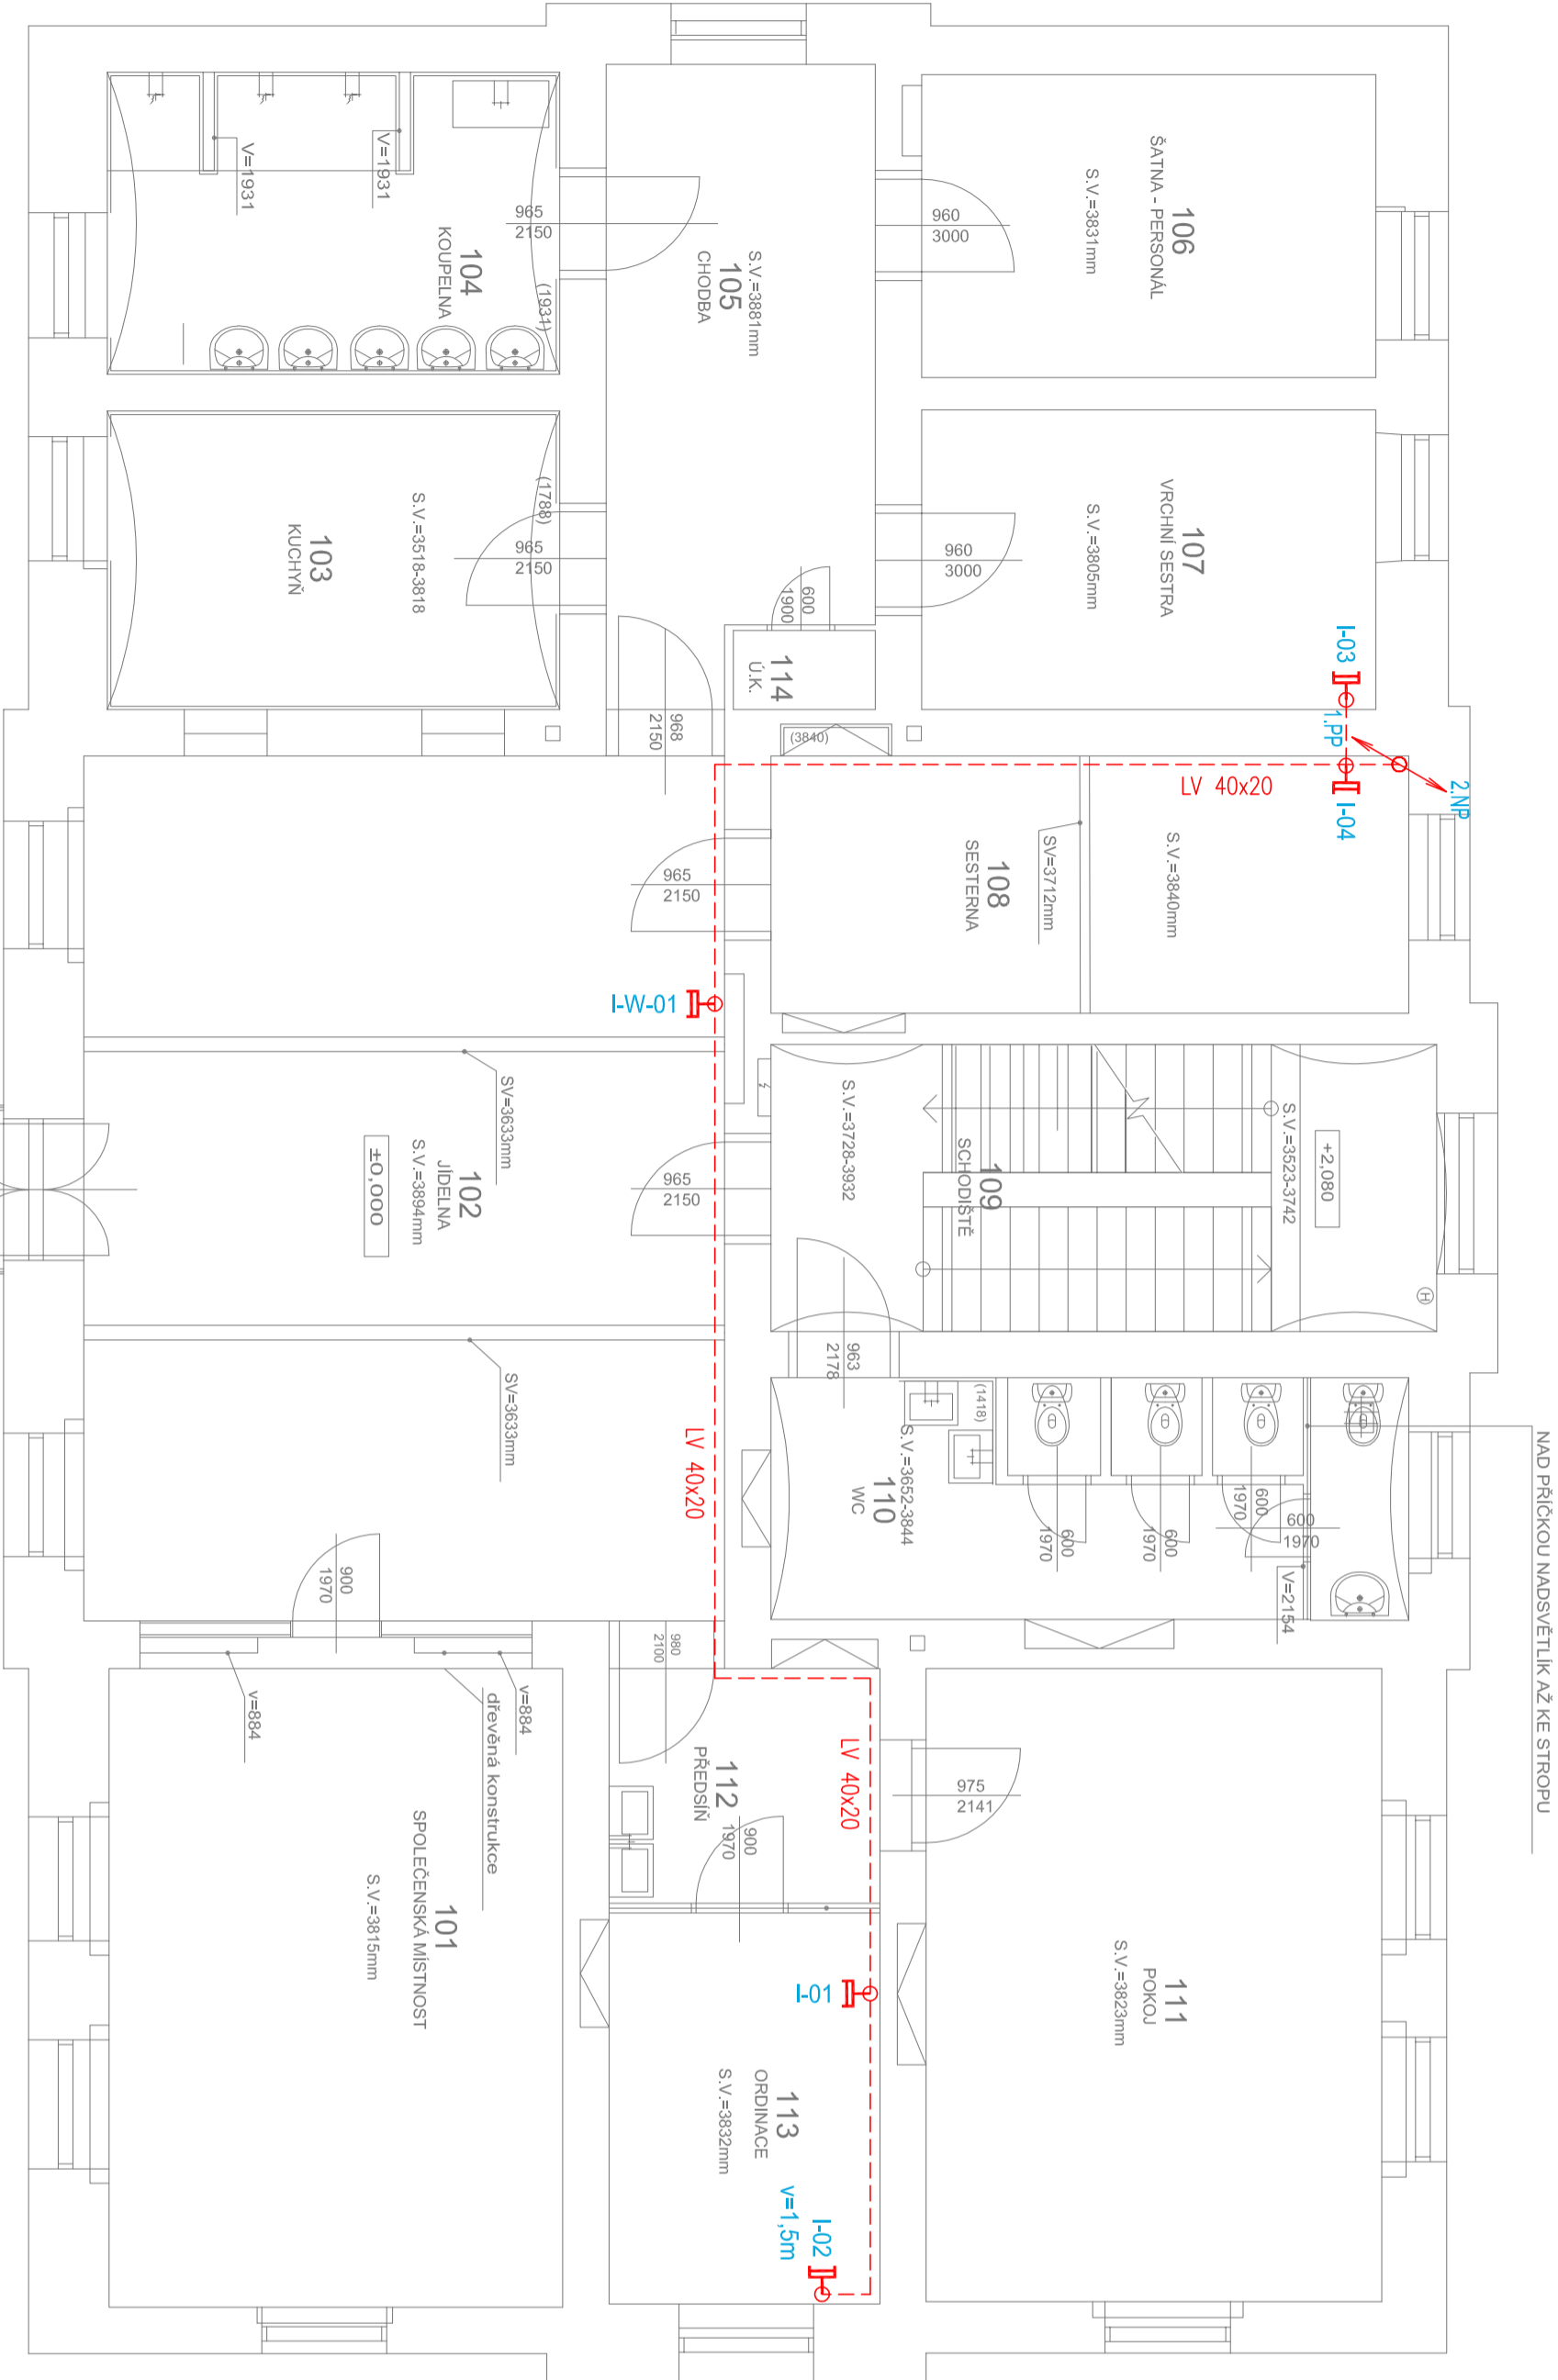 106
ŠATNA - PERSONÁL
S.V.=3831mm
960
3000
S.V.=3881mm
105
CHODBA
965
2150
104
KOUPELNA
(1931)
V=1931
V=1931
107
VRCHNÍ SESTRA
S.V.=3805mm
960
3000
600
1900
114
Ú.K.
(1788)
965
2150
S.V.=3518-3818
103
KUCHYŇ
968
2150
(3840)
I-03
1.PP
2.NP
I-04
LV 40x20
S.V.=3840mm
SV=3712mm
108
SESTERNA
965
2150
I-W-01
S.V.=3728-3932
109
SCHODIŠTĚ
S.V.=3523-3742
+2,080
H
SV=3633mm
102
JÍDELNA
S.V.=3894mm
±0,000
965
2150
963
2178
SV=3633mm
LV 40x20
(1418)
S.V.=3652-3844
110
WC
600
1970
600
1970
600
1970
600
1970
V=2154
NAD PŘÍČKOU NADSVĚTLÍK AŽ KE STROPU
900
1970
980
2100
v=884
v=884
dřevěná konstrukce
112
PŘEDSÍŇ
900
1970
LV 40x20
975
2141
101
SPOLEČENSKÁ MÍSTNOST
S.V.=3815mm
111
POKOJ
S.V.=3823mm
I-01
113
ORDINACE
S.V.=3832mm
I-02
v=1,5m